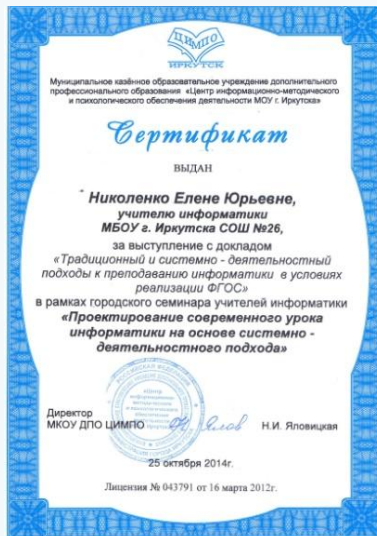 ЦИМПО
ИРКУТСК
Муниципальное казённое образовательное учреждение дополнительного
профессионального образования «Центр информационно-методического
и психологического обеспечения деятельности МОУ г. Иркутска»
Сертификат
ВЫДАН
Николенко Елене Юрьевне,
учителю информатики
МБОУ г. Иркутска СОШ №26,
за выступление с докладом
«Традиционный и системно - деятельностный
подходы к преподаванию информатики в условиях
реализации ФГОС»
в рамках городского семинара учителей информатики
«Проектирование современного урока
информатики на основе системно -
деятельностного подхода»
Директор
МКОУ ДПО ЦИМПО
Н.И. Яловицкая
25 октября 2014г.
Лицензия № 043791 от 16 марта 2012г.